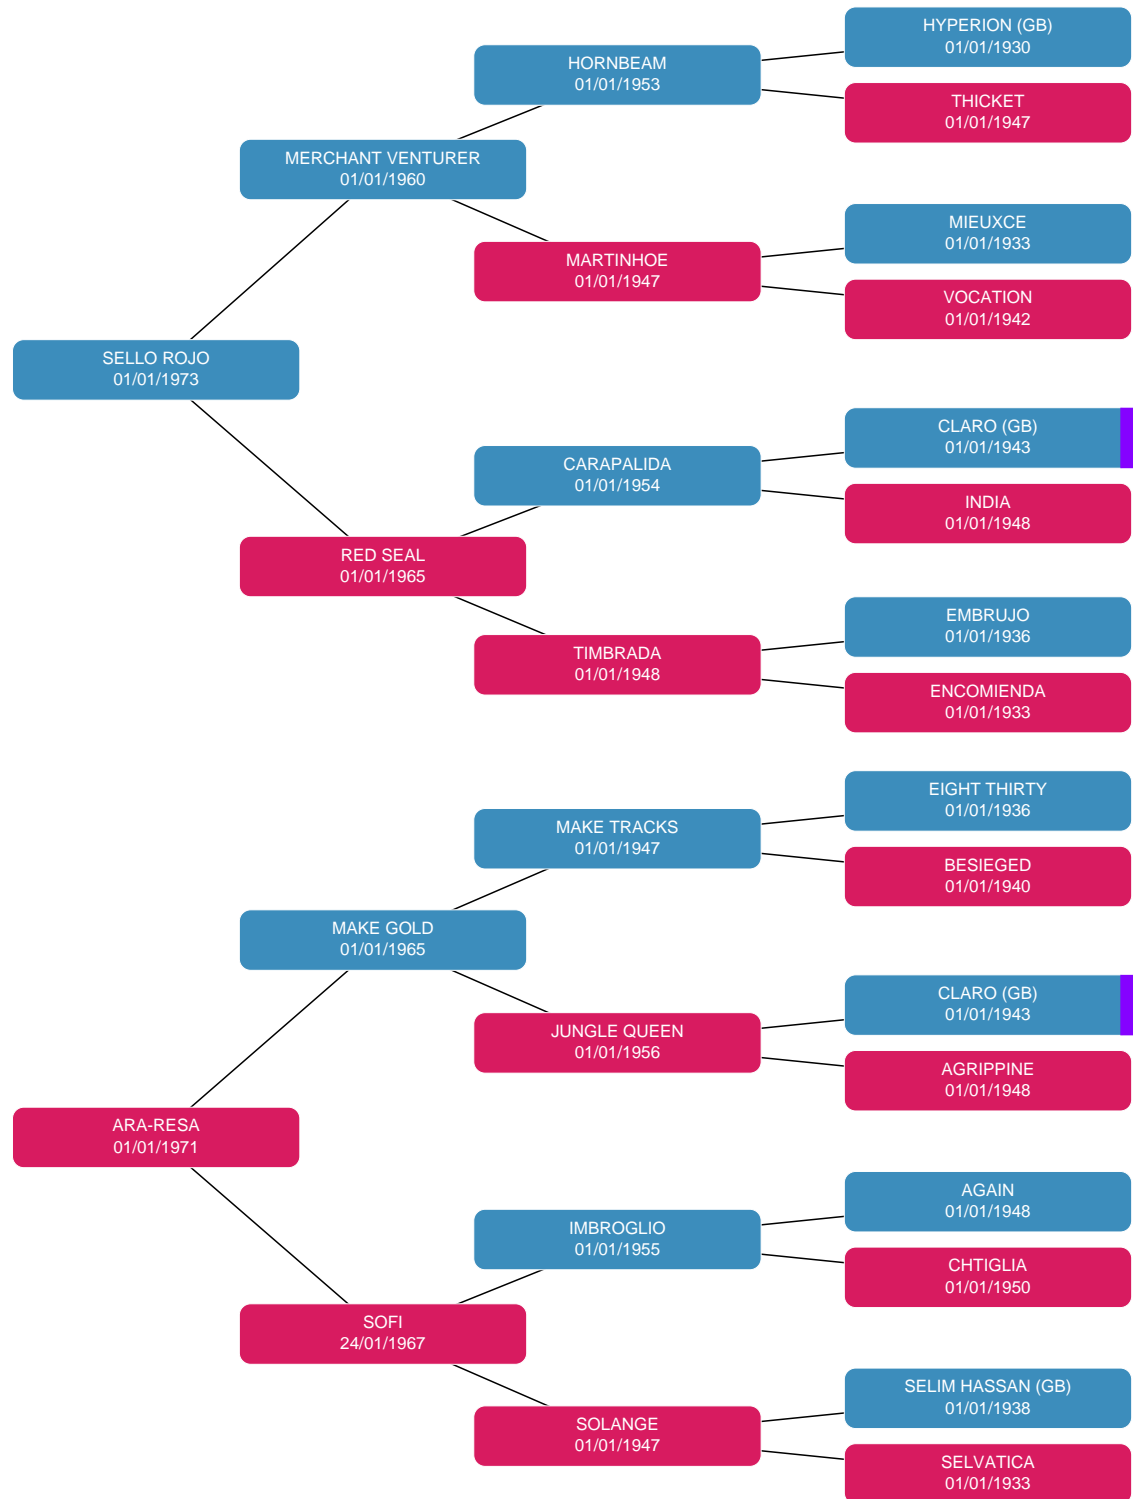 HYPERION (GB)
01/01/1930
HORNBEAM
01/01/1953
THICKET
01/01/1947
MERCHANT VENTURER
01/01/1960
MIEUXCE
01/01/1933
MARTINHOE
01/01/1947
VOCATION
01/01/1942
SELLO ROJO
01/01/1973
CLARO (GB)
01/01/1943
CARAPALIDA
01/01/1954
INDIA
01/01/1948
RED SEAL
01/01/1965
EMBRUJO
01/01/1936
TIMBRADA
01/01/1948
ENCOMIENDA
01/01/1933
EIGHT THIRTY
01/01/1936
MAKE TRACKS
01/01/1947
BESIEGED
01/01/1940
MAKE GOLD
01/01/1965
CLARO (GB)
01/01/1943
JUNGLE QUEEN
01/01/1956
AGRIPPINE
01/01/1948
ARA-RESA
01/01/1971
AGAIN
01/01/1948
IMBROGLIO
01/01/1955
CHTIGLIA
01/01/1950
SOFI
24/01/1967
SELIM HASSAN (GB)
01/01/1938
SOLANGE
01/01/1947
SELVATICA
01/01/1933